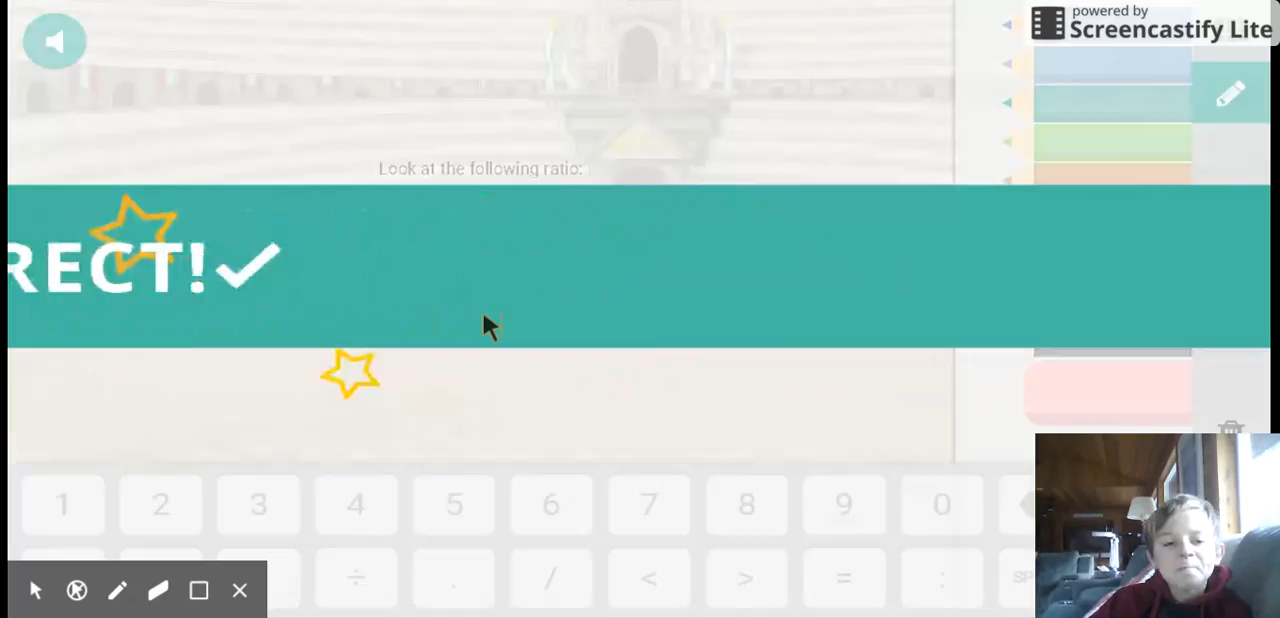 powered by
Screencastify Lite
Look at the following ratio:
RECT!
1 2 3 4 5 6 7 8 9 0
÷ . / < > = : SP